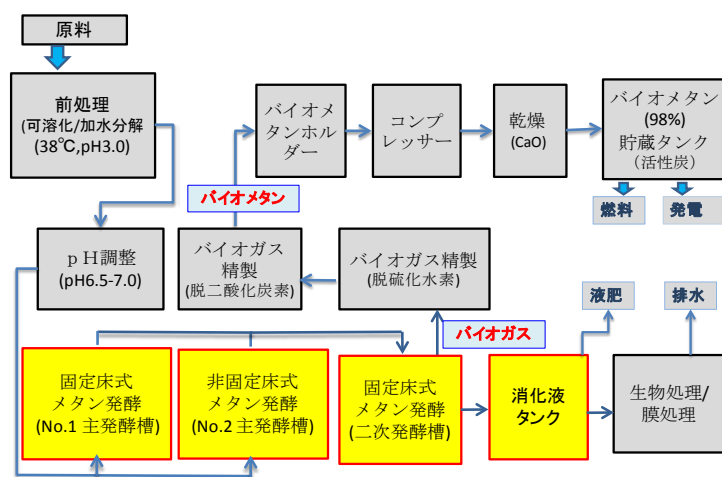 原料
前処理
(可溶化/加水分解
(38℃,pH3.0)
バイオメ
タンホル
ダー
コンプ
レッサー
乾燥
(CaO)
バイオメタン
(98%)
貯蔵タンク
（活性炭）
燃料
発電
バイオメタン
ｐＨ調整
(pH6.5-7.0)
バイオガス
精製
(脱二酸化炭素)
バイオガス精製
(脱硫化水素)
バイオガス
液肥
排水
固定床式
メタン発酵
(No.1 主発酵槽)
非固定床式
メタン発酵
(No.2 主発酵槽)
固定床式
メタン発酵
(二次発酵槽)
消化液
タンク
生物処理/
膜処理